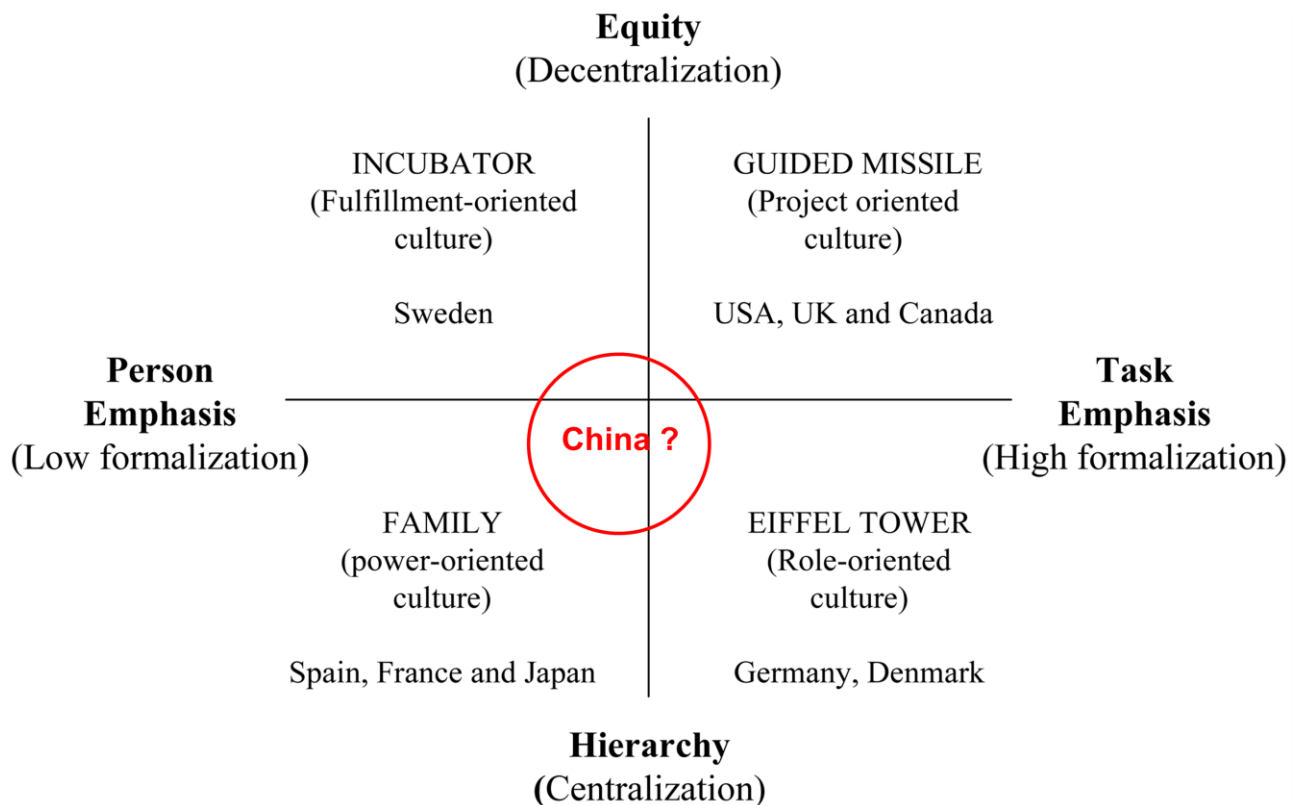 Equity
(Decentralization)
INCUBATOR
(Fulfillment-oriented
culture)
Sweden
GUIDED MISSILE
(Project oriented
culture)
USA, UK and Canada
Person
Emphasis
(Low formalization)
China ?
Task
Emphasis
(High formalization)
FAMILY
(power-oriented
culture)
Spain, France and Japan
EIFFEL TOWER
(Role-oriented
culture)
Germany, Denmark
Hierarchy
(Centralization)